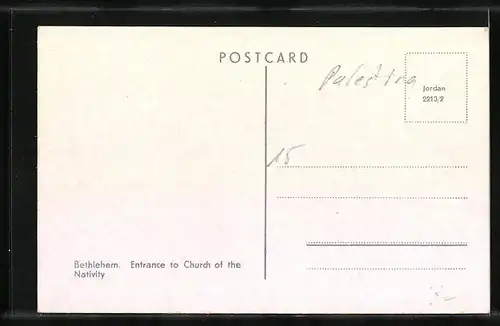 POSTCARD
Palestina
Jordan
2213/2
15
Bethlehem. Entrance to Church of the
Nativity